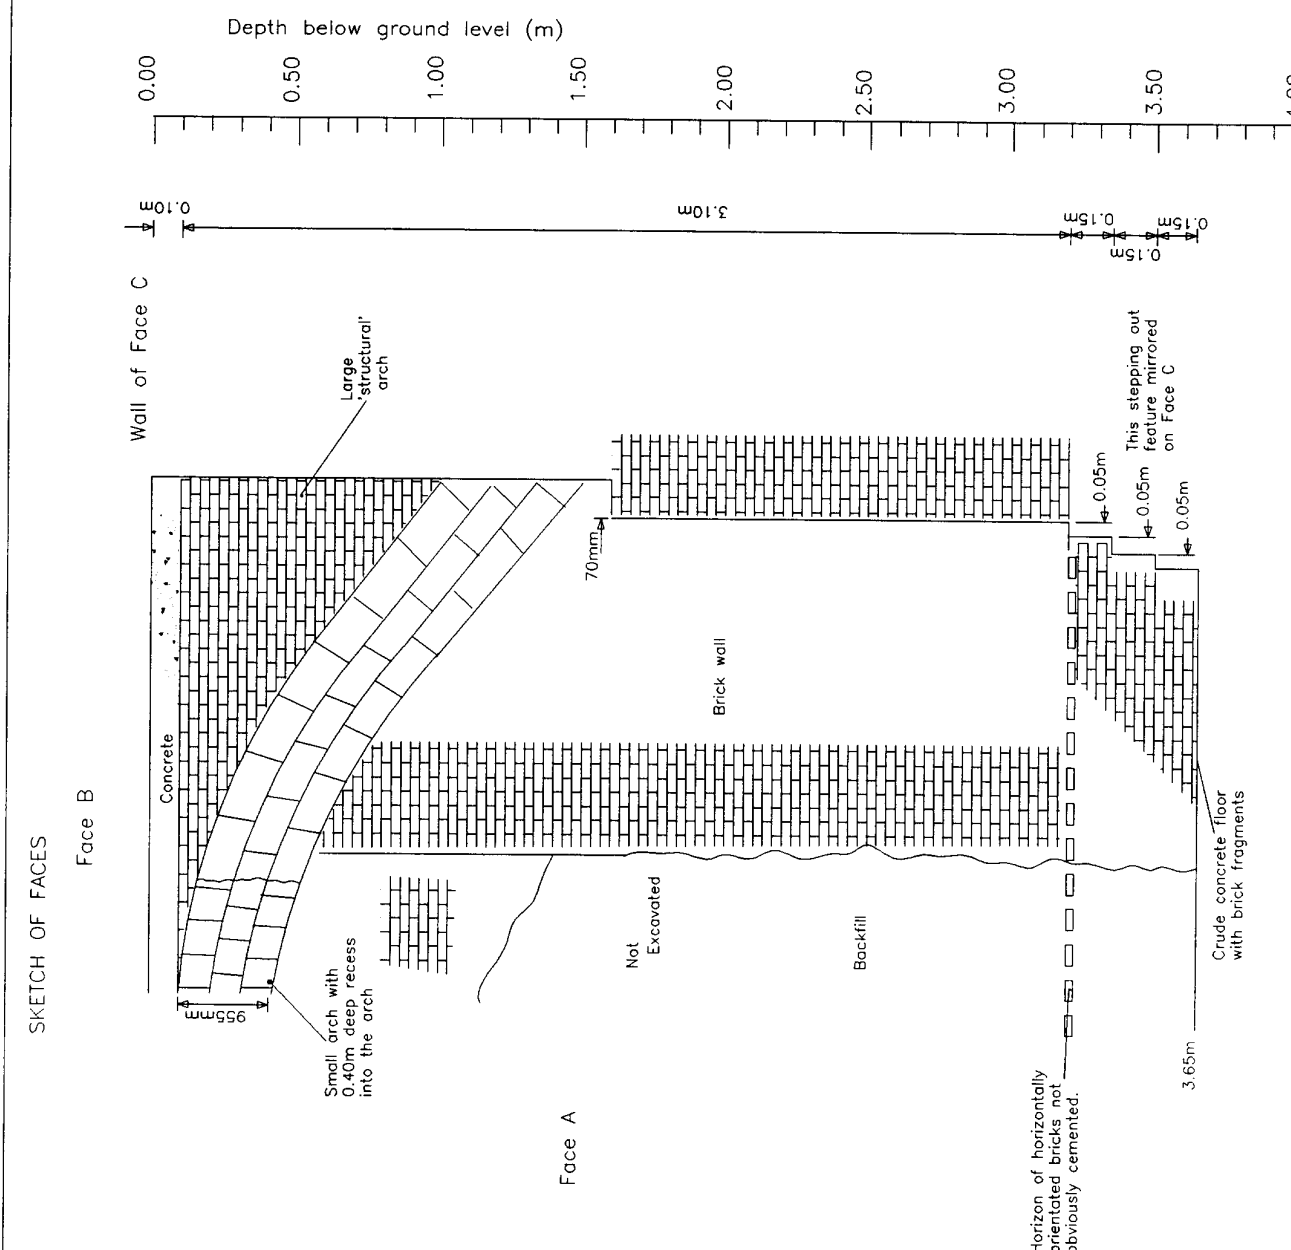 SKETCH OF FACES
Face B
Wall of Face C
Face A
Depth below ground level (m)
0.00
0.50
1.00
1.50
2.00
2.50
3.00
3.50
0.10m
3.10m
0.15m
0.15m
0.15m
Concrete
Large
'structural'
arch
955mm
Small arch with
0.40m deep recess
into the arch
70mm
Brick wall
Not
Excavated
Backfill
0.05m
0.05m
0.05m
This stepping out
feature mirrored
on Face C
Crude concrete floor
with brick fragments
3.65m
Horizon of horizontally
orientated bricks not
obviously cemented.